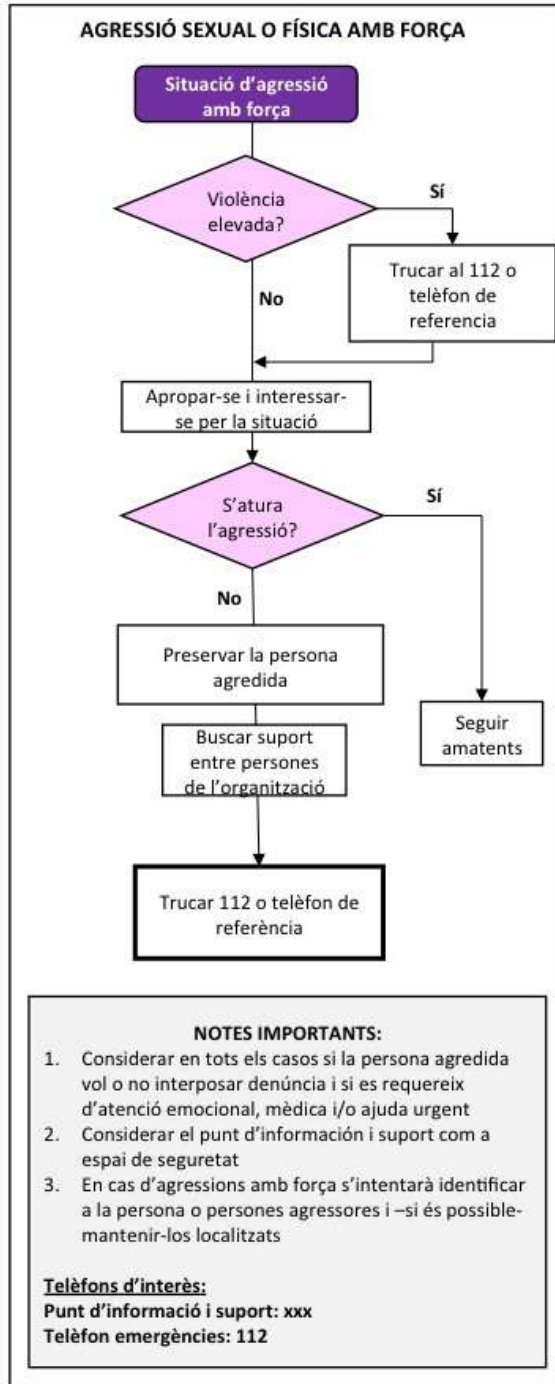 AGRESSIÓ SEXUAL O FÍSICA AMB FORÇA
Situació d'agressió
amb força
Violència
elevada?
Sí
Trucar al 112 o
telèfon de
referencia
No
Apropar-se i interessar-
se per la situació
S'atura
l'agressió?
Sí
No
Preservar la persona
agredida
Seguir
amatents
Buscar suport
entre persones
de l'organització
Trucar 112 o telèfon de
referència
NOTES IMPORTANTS:
1. Considerar en tots els casos si la persona agredida
vol o no interposar denúncia i si es requereix
d'atenció emocional, mèdica i/o ajuda urgent
2. Considerar el punt d'informació i suport com a
espai de seguretat
3. En cas d'agressions amb força s'intentarà identificar
a la persona o persones agressores i –si és possible-
mantenir-los localitzats
Telèfons d'interès:
Punt d'informació i suport: xxx
Telèfon emergències: 112